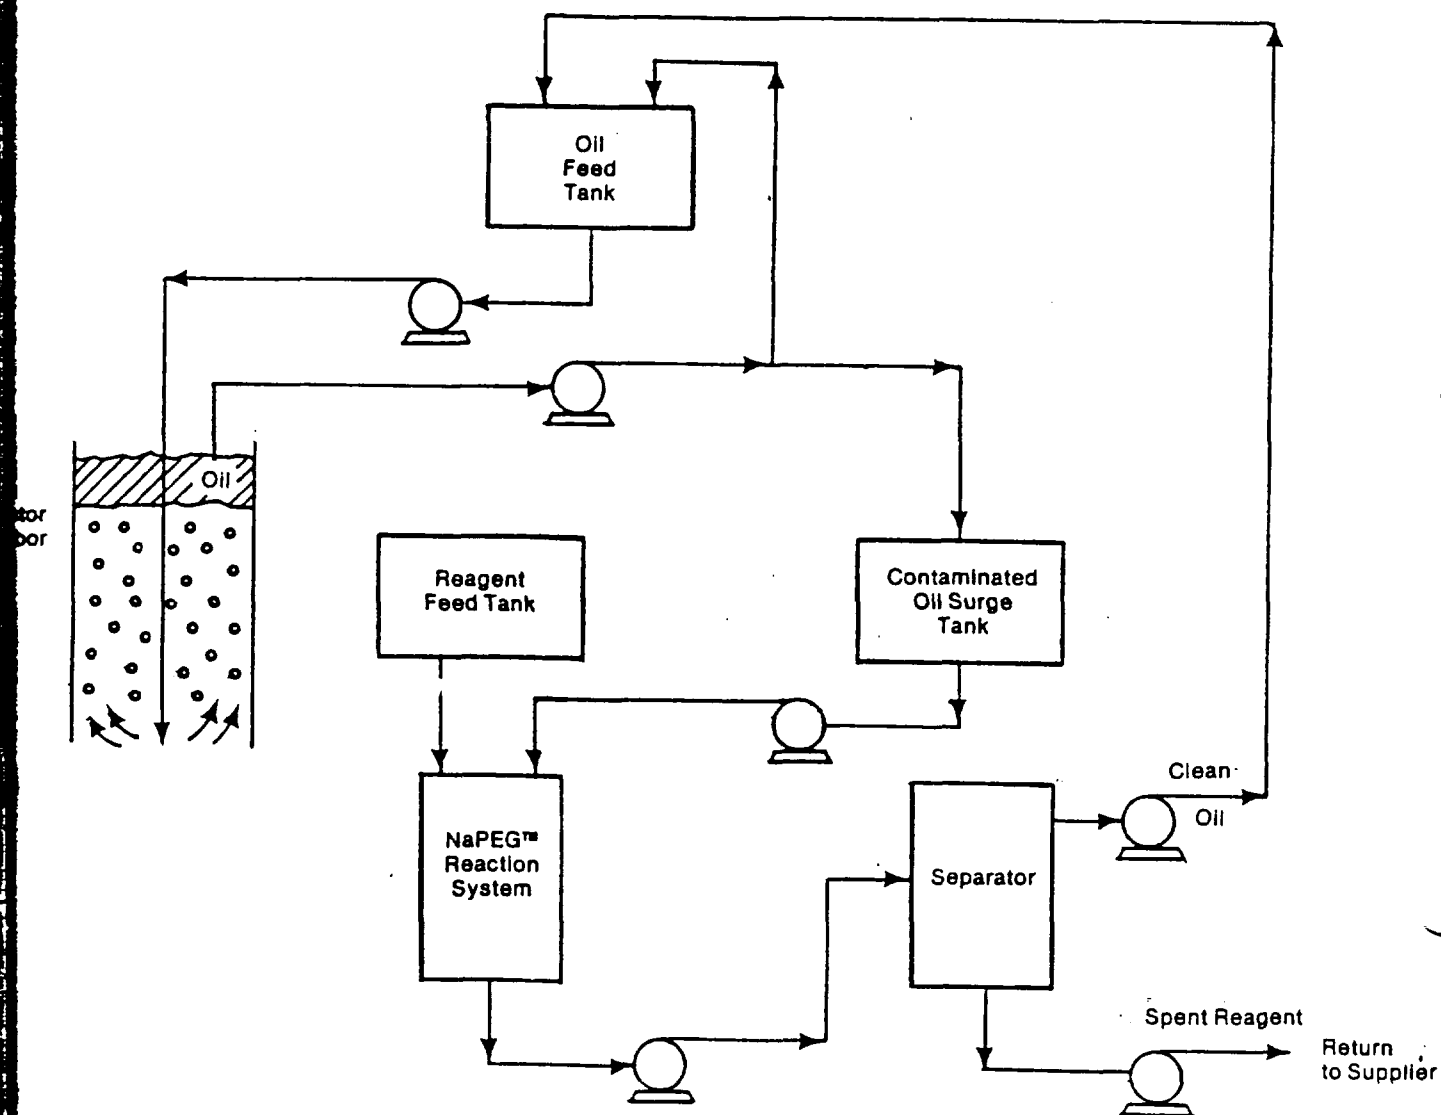 Oil
Feed
Tank
Oil
Reagent
Feed Tank
Contaminated
Oil Surge
Tank
NaPEG™
Reaction
System
Separator
Clean
Oil
Spent Reagent
Return
to Supplier